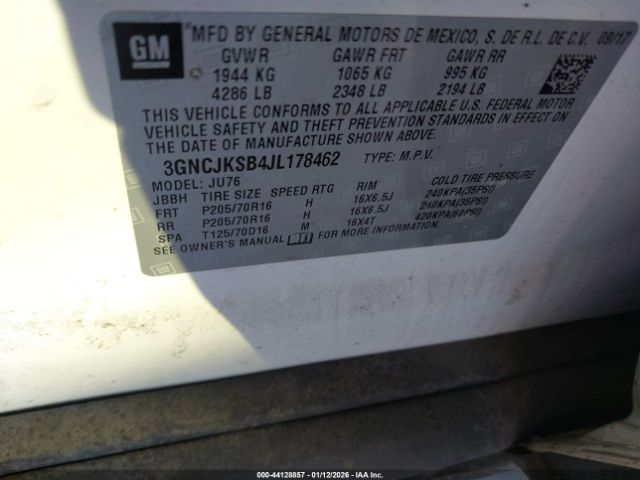 GM
*MFD BY GENERAL MOTORS DE MEXICO, S. DE R.L. DE C.V. 09/17
GVWR GAWR FRT GAWR RR
1944 KG 1065 KG 995 KG
4286 LB 2348 LB 2194 LB
THIS VEHICLE CONFORMS TO ALL APPLICABLE U.S. FEDERAL MOTOR
VEHICLE SAFETY AND THEFT PREVENTION STANDARDS IN EFFECT ON
THE DATE OF MANUFACTURE SHOWN ABOVE.
3GNCJKSB4JL178462 TYPE: M.P.V.
MODEL: JU76
JBBH TIRE SIZE SPEED RTG RIM COLD TIRE PRESSURE
FRT P205/70R16 H 16X6.5J 240KPA(35PSI)
RR P205/70R16 H 16X6.5J 240KPA(35PSI)
SPA T125/70D16 M 16X4T 420KPA(60PSI)
SEE OWNER'S MANUAL
000-44128857 - 01/12/2026 - IAA Inc.